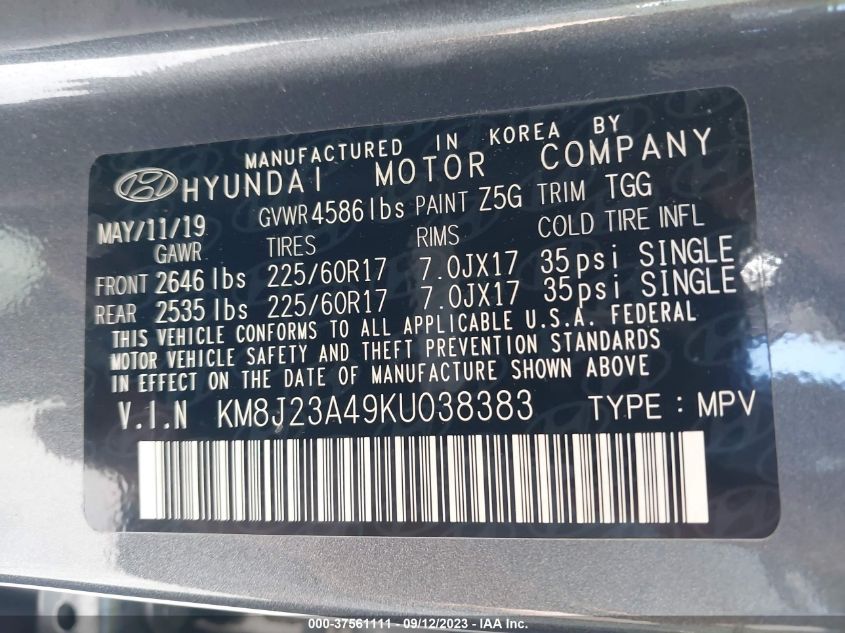 MANUFACTURED IN KOREA BY
HYUNDAI MOTOR COMPANY
MAY/11/19 GVWR 4586 lbs PAINT Z5G TRIM TGG
GAWR TIRES RIMS COLD TIRE INFL
FRONT 2646 lbs 225/60R17 7.0JX17 35psi SINGLE
REAR 2535 lbs 225/60R17 7.0JX17 35psi SINGLE
THIS VEHICLE CONFORMS TO ALL APPLICABLE U.S.A. FEDERAL
MOTOR VEHICLE SAFETY AND THEFT PREVENTION STANDARDS
IN EFFECT ON THE DATE OF MANUFACTURE SHOWN ABOVE
V.I.N KM8J23A49KU038383 TYPE : MPV
000-37561111 - 09/12/2023 - IAA Inc.